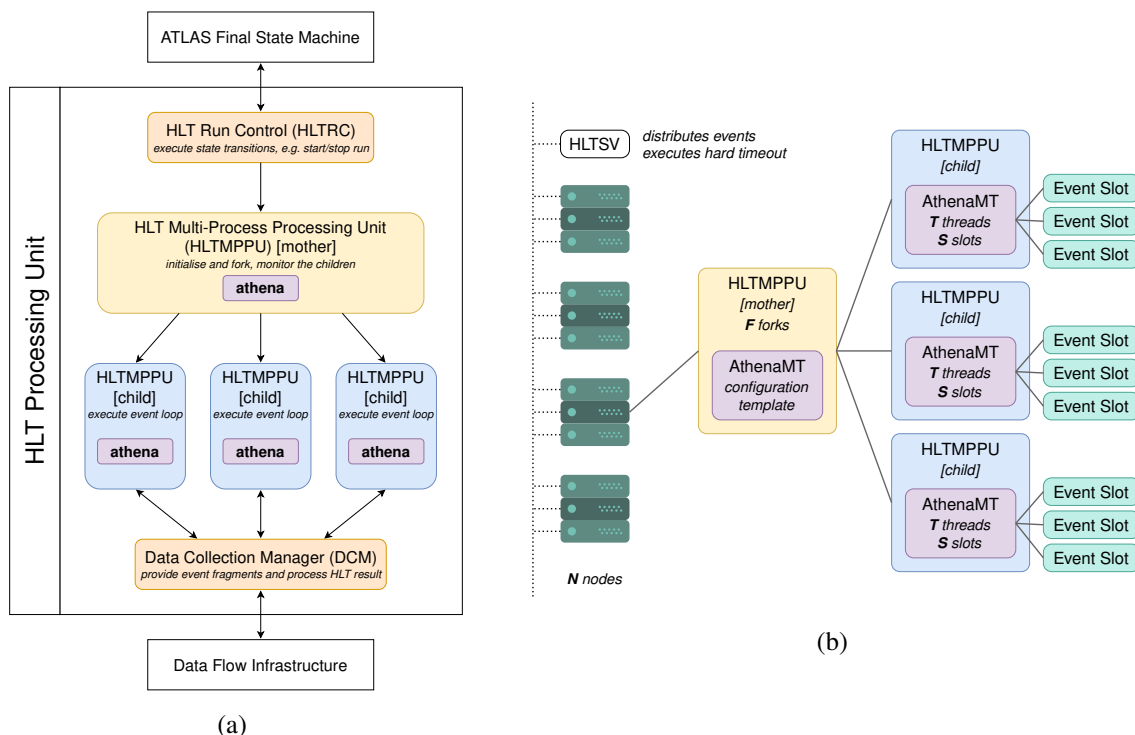 ATLAS Final State Machine
HLT Processing Unit
HLT Run Control (HLTRC)
execute state transitions, e.g. start/stop run
HLT Multi-Process Processing Unit
(HLTMPPU) [mother]
initialise and fork, monitor the children
athena
HLTMPPU
[child]
execute event loop
athena
HLTMPPU
[child]
execute event loop
athena
HLTMPPU
[child]
execute event loop
athena
Data Collection Manager (DCM)
provide event fragments and process HLT result
Data Flow Infrastructure
(a)
HLTSV
distributes events
executes hard timeout
N nodes
HLTMPPU
[mother]
F forks
AthenaMT
configuration
template
HLTMPPU
[child]
AthenaMT
T threads
S slots
Event Slot
Event Slot
Event Slot
HLTMPPU
[child]
AthenaMT
T threads
S slots
Event Slot
Event Slot
Event Slot
HLTMPPU
[child]
AthenaMT
T threads
S slots
Event Slot
Event Slot
Event Slot
(b)